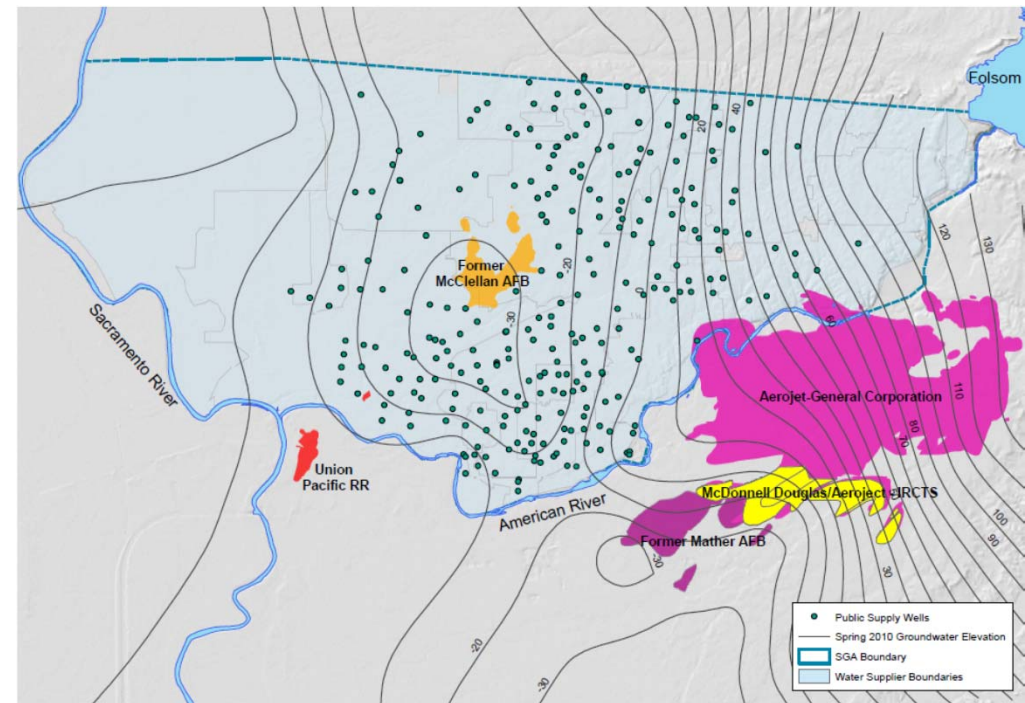 Folsom
40
20
120
130
-20
0
Former
McClellan AFB
-30
Sacramento River
60
Aerojet-General Corporation
110
80
70
Union
Pacific RR
American River
McDonnell Douglas/Aeroject -IRCTS
Former Mather AFB
-30
30
100
90
-20
-30
Public Supply Wells
Spring 2010 Groundwater Elevation
SGA Boundary
Water Supplier Boundaries